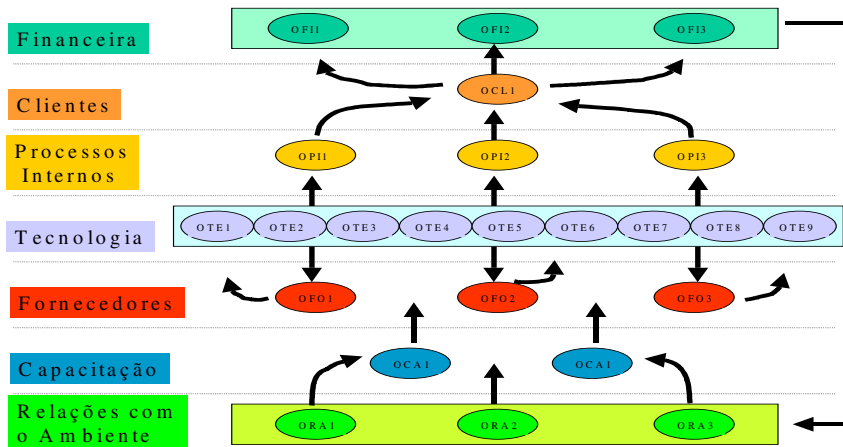 Financeira
OFI1 OFI2 OFI3
Clientes
OCL1
Processos
Internos
OPI1 OPI2 OPI3
Tecnologia
OTE1 OTE2 OTE3 OTE4 OTE5 OTE6 OTE7 OTE8 OTE9
Fornecedores
OFO1 OFO2 OFO3
Capacitação
OCA1 OCA1
Relações com
o Ambiente
ORA1 ORA2 ORA3